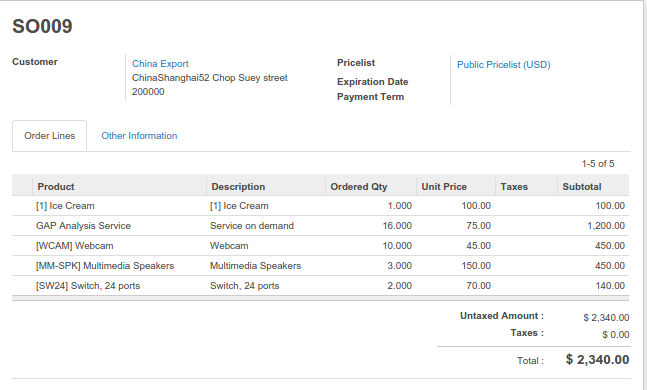 SO009
Customer China Export Pricelist Public Pricelist (USD)
ChinaShanghai52 Chop Suey street Expiration Date
200000 Payment Term
Order Lines Other Information
1-5 of 5
Product Description Ordered Qty Unit Price Taxes Subtotal
[1] Ice Cream [1] Ice Cream 1.000 100.00 100.00
GAP Analysis Service Service on demand 16.000 75.00 1,200.00
[WCAM] Webcam Webcam 10.000 45.00 450.00
[MM-SPK] Multimedia Speakers Multimedia Speakers 3.000 150.00 450.00
[SW24] Switch, 24 ports Switch, 24 ports 2.000 70.00 140.00
Untaxed Amount : $ 2,340.00
Taxes : $ 0.00
Total : $ 2,340.00